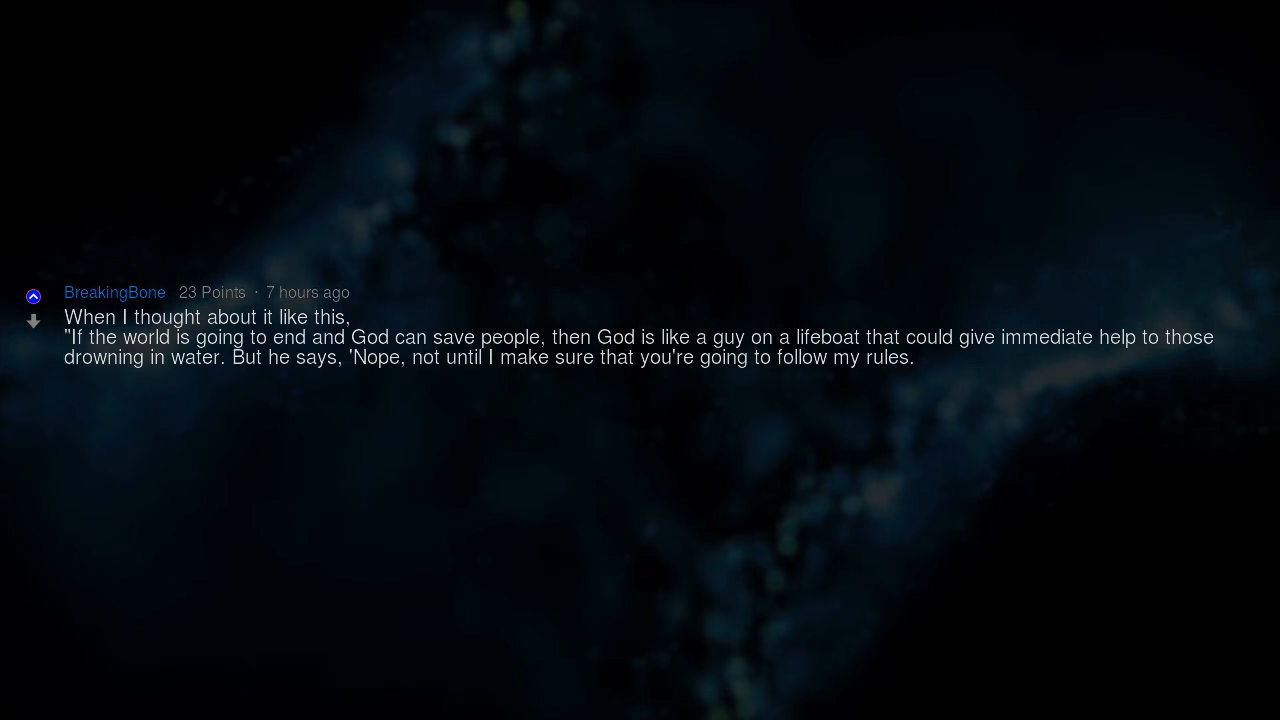 BreakingBone 23 Points · 7 hours ago
When I thought about it like this,
"If the world is going to end and God can save people, then God is like a guy on a lifeboat that could give immediate help to those
drowning in water. But he says, 'Nope, not until I make sure that you're going to follow my rules.